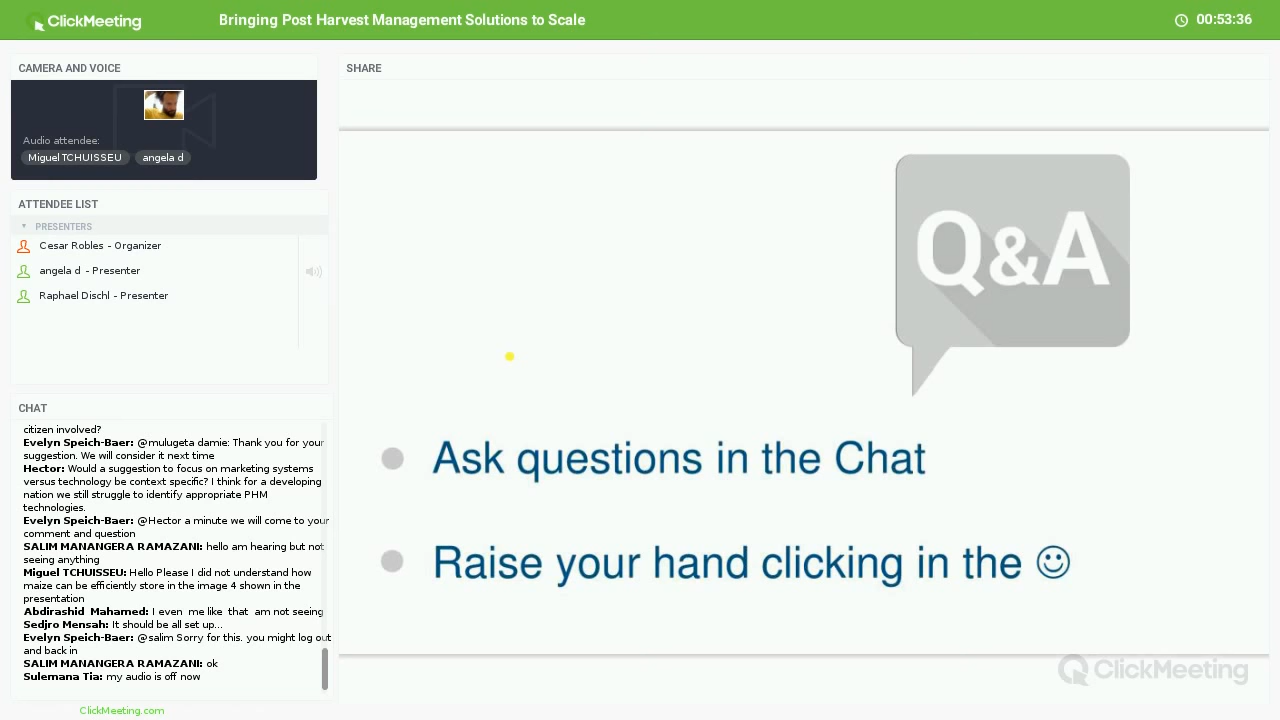 ClickMeeting
Bringing Post Harvest Management Solutions to Scale
00:53:36
CAMERA AND VOICE
Audio attendee:
Miguel TCHUISSEU
angela d
ATTENDEE LIST
PRESENTERS
Cesar Robles - Organizer
angela d - Presenter
Raphael Dischl - Presenter
CHAT
citizen involved?
Evelyn Speich-Baer: @mulugeta damie: Thank you for your
suggestion. We will consider it next time
Hector: Would a suggestion to focus on marketing systems
versus technology be context specific? I think for a developing
nation we still struggle to identify appropriate PHM
technologies.
Evelyn Speich-Baer: @Hector a minute we will come to your
comment and question
SALIM MANANGERA RAMAZANI: hello am hearing but not
seeing anything
Miguel TCHUISSEU: Hello Please I did not understand how
maize can be efficiently store in the image 4 shown in the
presentation
Abdirashid Mahamed: I even me like that am not seeing
Sedjro Mensah: It should be all set up...
Evelyn Speich-Baer: @salim Sorry for this. you might log out
and back in
SALIM MANANGERA RAMAZANI: ok
Sulemana Tia: my audio is off now
ClickMeeting.com
SHARE
Q&A
Ask questions in the Chat
Raise your hand clicking in the ☺
ClickMeeting